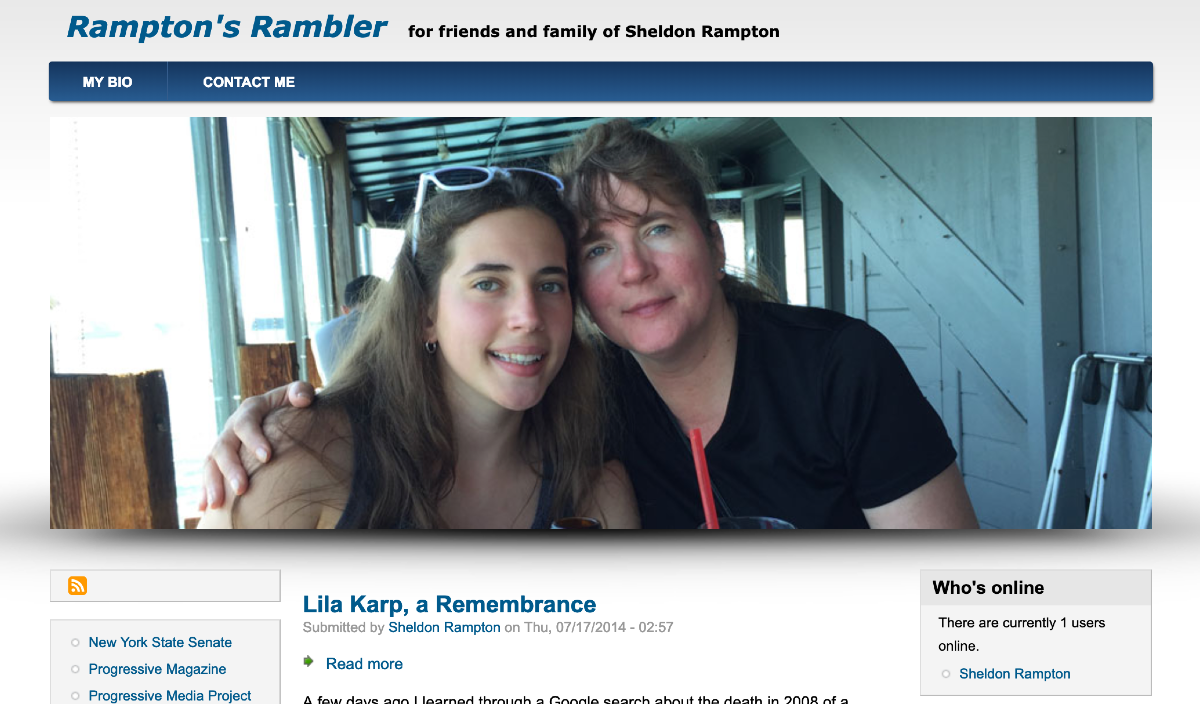 Rampton's Rambler for friends and family of Sheldon Rampton
MY BIO CONTACT ME
New York State Senate
Progressive Magazine
Progressive Media Project
Lila Karp, a Remembrance
Submitted by Sheldon Rampton on Thu, 07/17/2014 - 02:57
Read more
A few days ago I learned through a Google search about the death in 2008 of a
Who's online
There are currently 1 users
online.
Sheldon Rampton